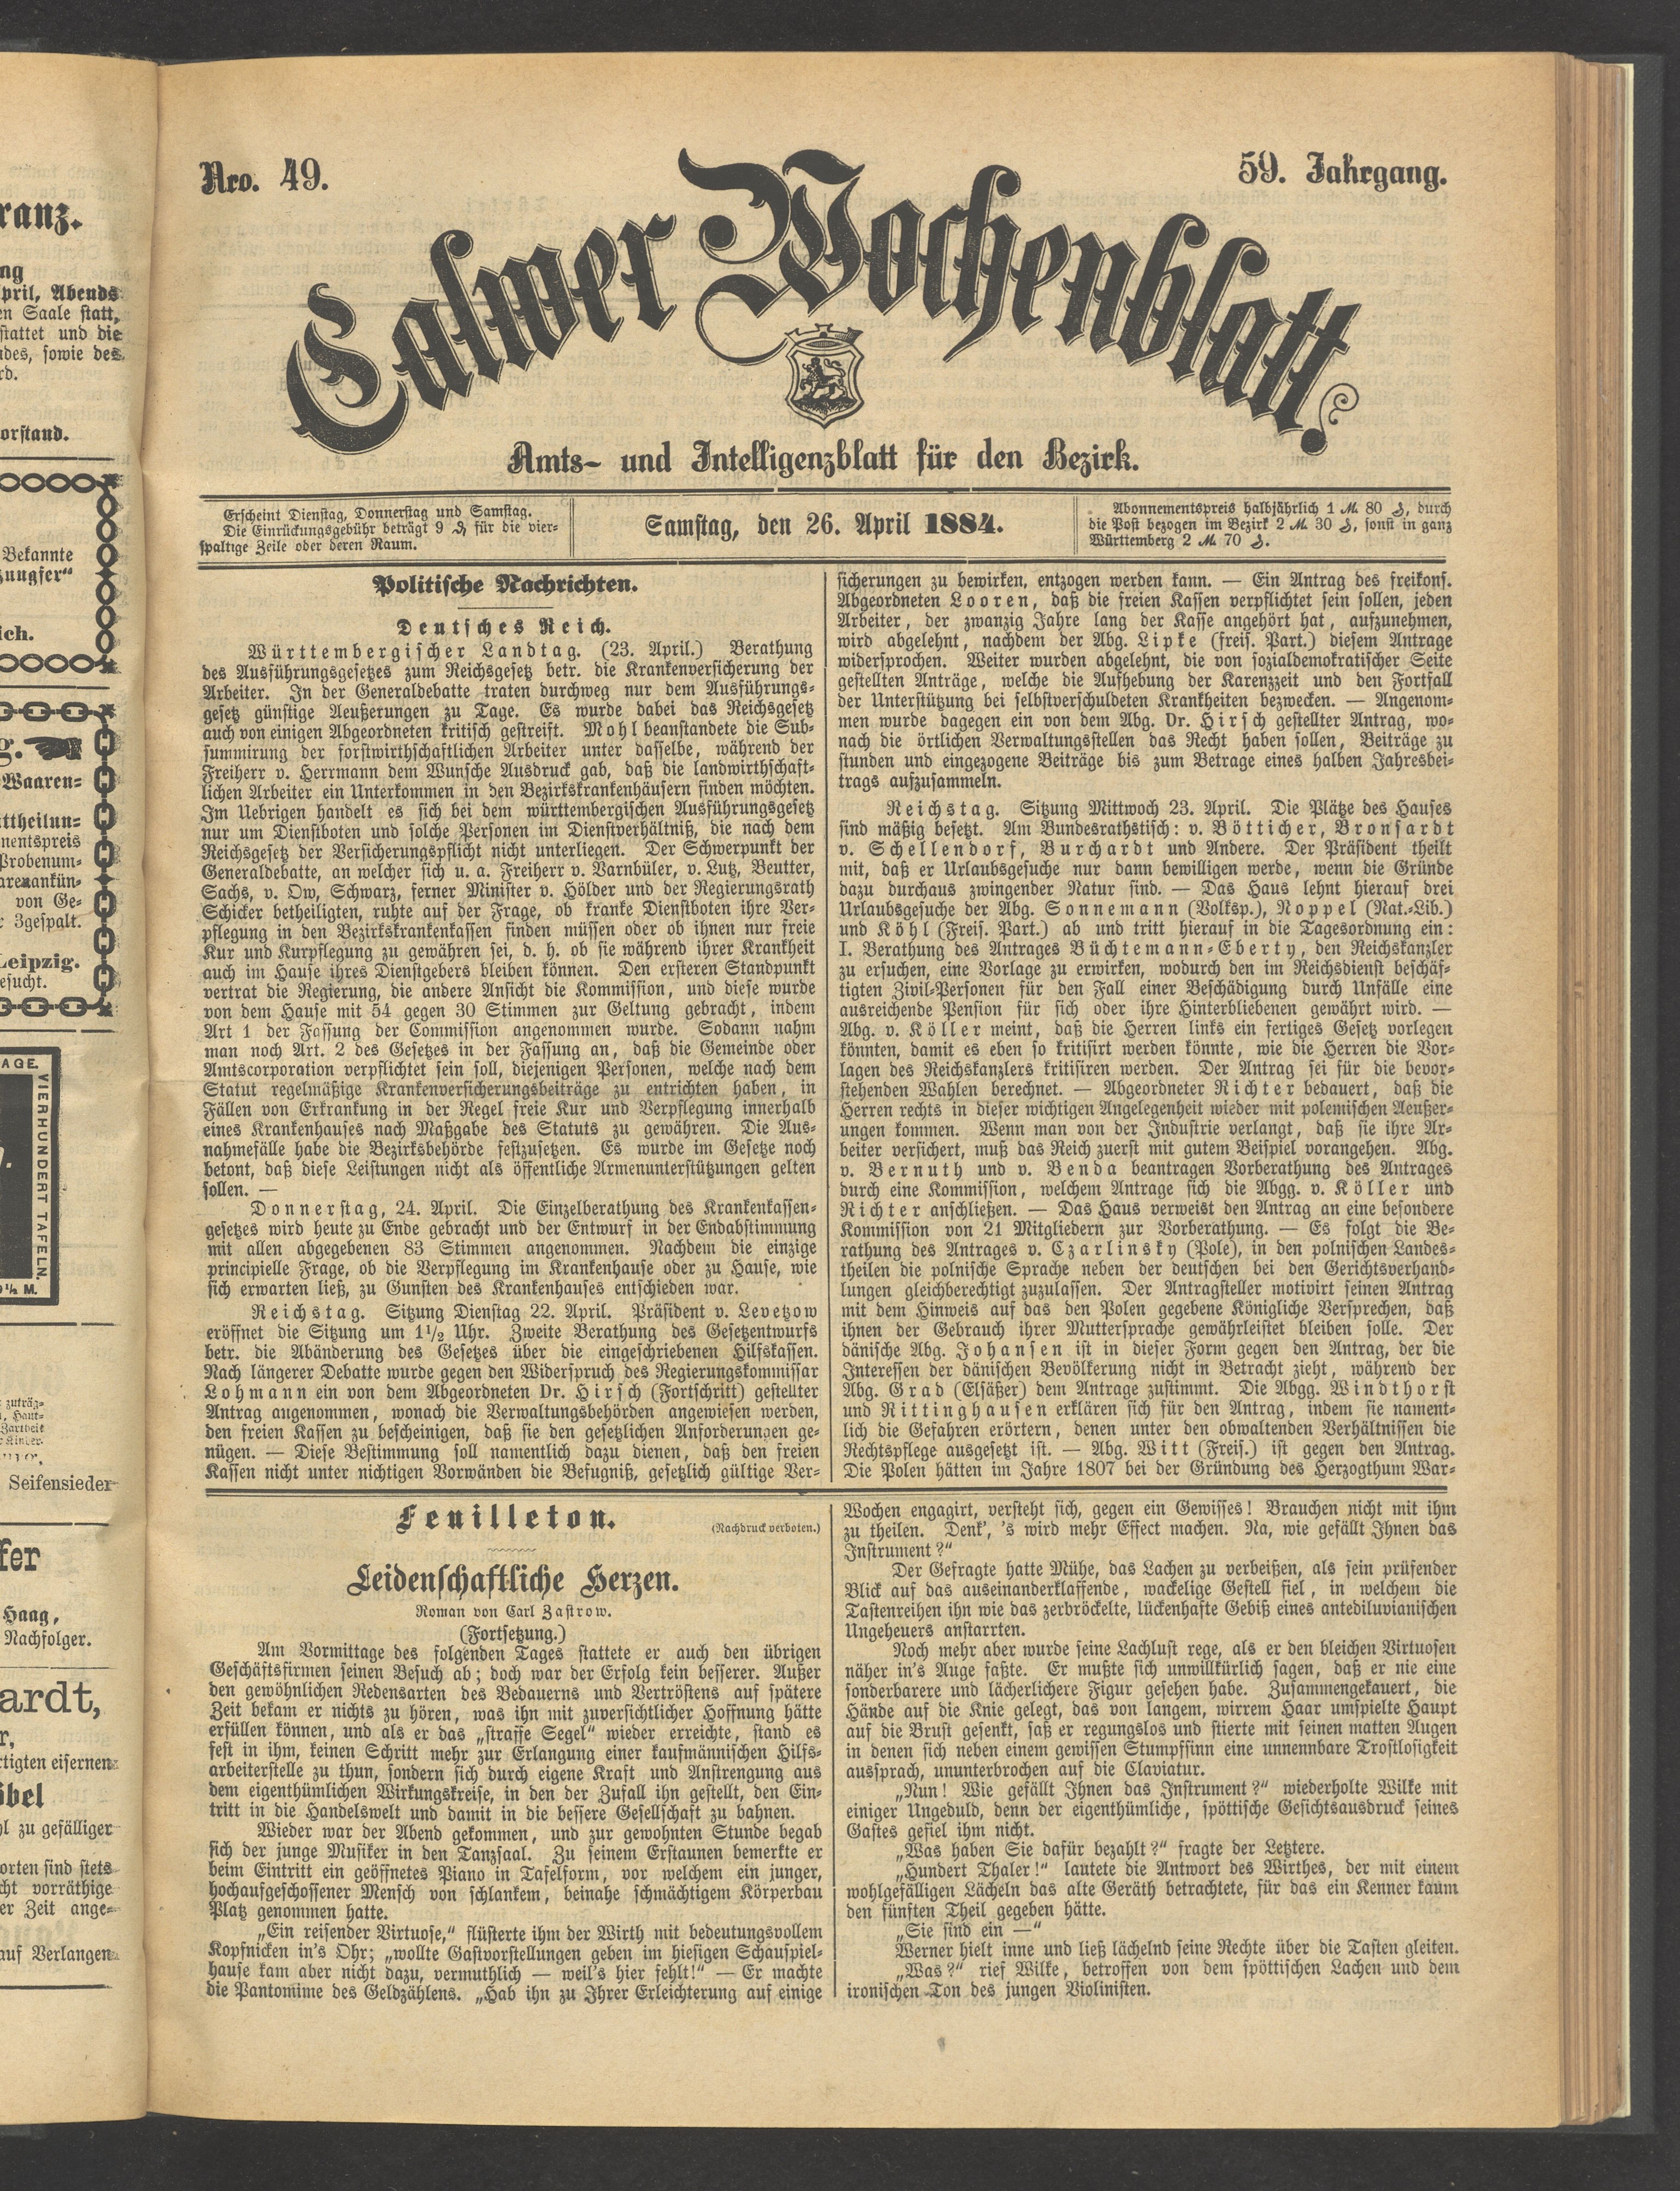 ranz.
ng
pril, Abends
en Saale statt,
stattet und die
des, sowie des
rd.
orstand.
Bekannte
zungfer"
ich.
g.
Waaren-
ttheilun-
nentspreis
Probenum-
arenankün-
von Ge-
r 3gespalt.
Leipzig.
esucht.
AGE.
VIERHUNDERT TAFELN.
½ M.
zuträg-
Haut-
Zartheit
Kinder.
Seifensieder
fer
Haag,
Nachfolger.
ardt,
r,
rtigten eisernen
öbel
hl zu gefälliger
orten sind stets
cht vorräthige
er Zeit ange-
auf Verlangen
Nro. 49.
59. Jahrgang.
Calwer Wochenblatt.
Amts- und Intelligenzblatt für den Bezirk.
Erscheint Dienstag, Donnerstag und Samstag.
Die Einrückungsgebühr beträgt 9 ₰ für die vier-
spaltige Zeile oder deren Raum.
Samstag, den 26. April 1884.
Abonnementspreis halbjährlich 1 ℳ 80 ₰, durch
die Post bezogen im Bezirk 2 ℳ 30 ₰, sonst in ganz
Württemberg 2 ℳ 70 ₰.
Politische Nachrichten.
Deutsches Reich.
Württembergischer Landtag. (23. April.) Berathung
des Ausführungsgesetzes zum Reichsgesetz betr. die Krankenversicherung der
Arbeiter. In der Generaldebatte traten durchweg nur dem Ausführungs-
gesetz günstige Aeußerungen zu Tage. Es wurde dabei das Reichsgesetz
auch von einigen Abgeordneten kritisch gestreift. Mohl beanstandete die Sub-
summirung der forstwirthschaftlichen Arbeiter unter dasselbe, während der
Freiherr v. Herrmann dem Wunsche Ausdruck gab, daß die landwirthschaft-
lichen Arbeiter ein Unterkommen in den Bezirkskrankenhäusern finden möchten.
Im Uebrigen handelt es sich bei dem württembergischen Ausführungsgesetz
nur um Dienstboten und solche Personen im Dienstverhältniß, die nach dem
Reichsgesetz der Versicherungspflicht nicht unterliegen. Der Schwerpunkt der
Generaldebatte, an welcher sich u. a. Freiherr v. Varnbüler, v. Lutz, Beutter,
Sachs, v. Ow, Schwarz, ferner Minister v. Hölder und der Regierungsrath
Schicker betheiligten, ruhte auf der Frage, ob kranke Dienstboten ihre Ver-
pflegung in den Bezirkskrankenkassen finden müssen oder ob ihnen nur freie
Kur und Kurpflegung zu gewähren sei, d. h. ob sie während ihrer Krankheit
auch im Hause ihres Dienstgebers bleiben können. Den ersteren Standpunkt
vertrat die Regierung, die andere Ansicht die Kommission, und diese wurde
von dem Hause mit 54 gegen 30 Stimmen zur Geltung gebracht, indem
Art 1 der Fassung der Commission angenommen wurde. Sodann nahm
man noch Art. 2 des Gesetzes in der Fassung an, daß die Gemeinde oder
Amtscorporation verpflichtet sein soll, diejenigen Personen, welche nach dem
Statut regelmäßige Krankenversicherungsbeiträge zu entrichten haben, in
Fällen von Erkrankung in der Regel freie Kur und Verpflegung innerhalb
eines Krankenhauses nach Maßgabe des Statuts zu gewähren. Die Aus-
nahmefälle habe die Bezirksbehörde festzusetzen. Es wurde im Gesetze noch
betont, daß diese Leistungen nicht als öffentliche Armenunterstützungen gelten
sollen. —
Donnerstag, 24. April. Die Einzelberathung des Krankenkassen-
gesetzes wird heute zu Ende gebracht und der Entwurf in der Endabstimmung
mit allen abgegebenen 83 Stimmen angenommen. Nachdem die einzige
principielle Frage, ob die Verpflegung im Krankenhause oder zu Hause, wie
sich erwarten ließ, zu Gunsten des Krankenhauses entschieden war.
Reichstag. Sitzung Dienstag 22. April. Präsident v. Levetzow
eröffnet die Sitzung um 1½ Uhr. Zweite Berathung des Gesetzentwurfs
betr. die Abänderung des Gesetzes über die eingeschriebenen Hilfskassen.
Nach längerer Debatte wurde gegen den Widerspruch des Regierungskommissar
Lohmann ein von dem Abgeordneten Dr. Hirsch (Fortschritt) gestellter
Antrag angenommen, wonach die Verwaltungsbehörden angewiesen werden,
den freien Kassen zu bescheinigen, daß sie den gesetzlichen Anforderungen ge-
nügen. — Diese Bestimmung soll namentlich dazu dienen, daß den freien
Kassen nicht unter nichtigen Vorwänden die Befugniß, gesetzlich gültige Ver-
sicherungen zu bewirken, entzogen werden kann. — Ein Antrag des freikons.
Abgeordneten Looren, daß die freien Kassen verpflichtet sein sollen, jeden
Arbeiter, der zwanzig Jahre lang der Kasse angehört hat, aufzunehmen,
wird abgelehnt, nachdem der Abg. Lipke (freis. Part.) diesem Antrage
widersprochen. Weiter wurden abgelehnt, die von sozialdemokratischer Seite
gestellten Anträge, welche die Aufhebung der Karenzzeit und den Fortfall
der Unterstützung bei selbstverschuldeten Krankheiten bezwecken. — Angenom-
men wurde dagegen ein von dem Abg. Dr. Hirsch gestellter Antrag, wo-
nach die örtlichen Verwaltungsstellen das Recht haben sollen, Beiträge zu
stunden und eingezogene Beiträge bis zum Betrage eines halben Jahresbei-
trags aufzusammeln.
Reichstag. Sitzung Mittwoch 23. April. Die Plätze des Hauses
sind mäßig besetzt. Am Bundesrathstisch: v. Bötticher, Bronsardt
v. Schellendorf, Burchardt und Andere. Der Präsident theilt
mit, daß er Urlaubsgesuche nur dann bewilligen werde, wenn die Gründe
dazu durchaus zwingender Natur sind. — Das Haus lehnt hierauf drei
Urlaubsgesuche der Abg. Sonnemann (Volksp.), Noppel (Nat.-Lib.)
und Köhl (Freis. Part.) ab und tritt hierauf in die Tagesordnung ein:
I. Berathung des Antrages Büchtemann-Eberty, den Reichskanzler
zu ersuchen, eine Vorlage zu erwirken, wodurch den im Reichsdienst beschäf-
tigten Zivil-Personen für den Fall einer Beschädigung durch Unfälle eine
ausreichende Pension für sich oder ihre Hinterbliebenen gewährt wird. —
Abg. v. Köller meint, daß die Herren links ein fertiges Gesetz vorlegen
könnten, damit es eben so kritisirt werden könnte, wie die Herren die Vor-
lagen des Reichskanzlers kritisiren werden. Der Antrag sei für die bevor-
stehenden Wahlen berechnet. — Abgeordneter Richter bedauert, daß die
Herren rechts in dieser wichtigen Angelegenheit wieder mit polemischen Aeußer-
ungen kommen. Wenn man von der Industrie verlangt, daß sie ihre Ar-
beiter versichert, muß das Reich zuerst mit gutem Beispiel vorangehen. Abg.
v. Bernuth und v. Benda beantragen Vorberathung des Antrages
durch eine Kommission, welchem Antrage sich die Abgg. v. Köller und
Richter anschließen. — Das Haus verweist den Antrag an eine besondere
Kommission von 21 Mitgliedern zur Vorberathung. — Es folgt die Be-
rathung des Antrages v. Czarlinsky (Pole), in den polnischen Landes-
theilen die polnische Sprache neben der deutschen bei den Gerichtsverhand-
lungen gleichberechtigt zuzulassen. Der Antragsteller motivirt seinen Antrag
mit dem Hinweis auf das den Polen gegebene Königliche Versprechen, daß
ihnen der Gebrauch ihrer Muttersprache gewährleistet bleiben solle. Der
dänische Abg. Johansen ist in dieser Form gegen den Antrag, der die
Interessen der dänischen Bevölkerung nicht in Betracht zieht, während der
Abg. Grad (Elsäßer) dem Antrage zustimmt. Die Abgg. Windthorst
und Rittinghausen erklären sich für den Antrag, indem sie nament-
lich die Gefahren erörtern, denen unter den obwaltenden Verhältnissen die
Rechtspflege ausgesetzt ist. — Abg. Witt (Freis.) ist gegen den Antrag.
Die Polen hätten im Jahre 1807 bei der Gründung des Herzogthum War-
Feuilleton.
(Nachdruck verboten.)
Leidenschaftliche Herzen.
Roman von Carl Zastrow.
(Fortsetzung.)
Am Vormittage des folgenden Tages stattete er auch den übrigen
Geschäftsfirmen seinen Besuch ab; doch war der Erfolg kein besserer. Außer
den gewöhnlichen Redensarten des Bedauerns und Vertröstens auf spätere
Zeit bekam er nichts zu hören, was ihn mit zuversichtlicher Hoffnung hätte
erfüllen können, und als er das „straffe Segel" wieder erreichte, stand es
fest in ihm, keinen Schritt mehr zur Erlangung einer kaufmännischen Hilfs-
arbeiterstelle zu thun, sondern sich durch eigene Kraft und Anstrengung aus
dem eigenthümlichen Wirkungskreise, in den der Zufall ihn gestellt, den Ein-
tritt in die Handelswelt und damit in die bessere Gesellschaft zu bahnen.
Wieder war der Abend gekommen, und zur gewohnten Stunde begab
sich der junge Musiker in den Tanzsaal. Zu seinem Erstaunen bemerkte er
beim Eintritt ein geöffnetes Piano in Tafelform, vor welchem ein junger,
hochaufgeschossener Mensch von schlankem, beinahe schmächtigem Körperbau
Platz genommen hatte.
„Ein reisender Virtuose," flüsterte ihm der Wirth mit bedeutungsvollem
Kopfnicken in's Ohr; „wollte Gastvorstellungen geben im hiesigen Schauspiel-
hause kam aber nicht dazu, vermuthlich — weil's hier fehlt!" — Er machte
die Pantomime des Geldzählens. „Hab ihn zu Ihrer Erleichterung auf einige
Wochen engagirt, versteht sich, gegen ein Gewisses! Brauchen nicht mit ihm
zu theilen. Denk', 's wird mehr Effect machen. Na, wie gefällt Ihnen das
Instrument?"
Der Gefragte hatte Mühe, das Lachen zu verbeißen, als sein prüfender
Blick auf das auseinanderklaffende, wackelige Gestell fiel, in welchem die
Tastenreihen ihn wie das zerbröckelte, lückenhafte Gebiß eines antediluvianischen
Ungeheuers anstarrten.
Noch mehr aber wurde seine Lachlust rege, als er den bleichen Virtuosen
näher in's Auge faßte. Er mußte sich unwillkürlich sagen, daß er nie eine
sonderbarere und lächerlichere Figur gesehen habe. Zusammengekauert, die
Hände auf die Knie gelegt, das von langem, wirrem Haar umspielte Haupt
auf die Brust gesenkt, saß er regungslos und stierte mit seinen matten Augen
in denen sich neben einem gewissen Stumpfsinn eine unnennbare Trostlosigkeit
aussprach, ununterbrochen auf die Claviatur.
„Nun! Wie gefällt Ihnen das Instrument?" wiederholte Wilke mit
einiger Ungeduld, denn der eigenthümliche, spöttische Gesichtsausdruck seines
Gastes gefiel ihm nicht.
„Was haben Sie dafür bezahlt?" fragte der Letztere.
„Hundert Thaler!" lautete die Antwort des Wirthes, der mit einem
wohlgefälligen Lächeln das alte Geräth betrachtete, für das ein Kenner kaum
den fünften Theil gegeben hätte.
„Sie sind ein —"
Werner hielt inne und ließ lächelnd seine Rechte über die Tasten gleiten.
„Was?" rief Wilke, betroffen von dem spöttischen Lachen und dem
ironischen Ton des jungen Violinisten.